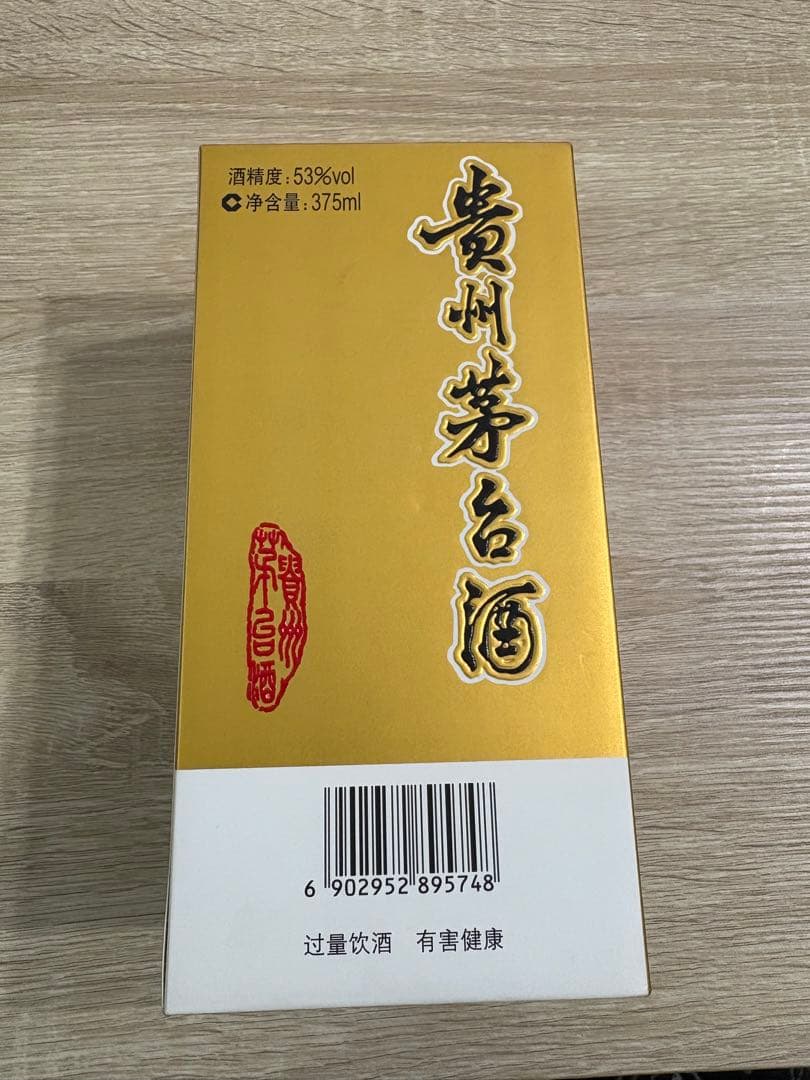 酒精度:53%vol
净含量:375ml
贵州茅台酒
貴州
茅台酒
6 902952 895748
过量饮酒 有害健康